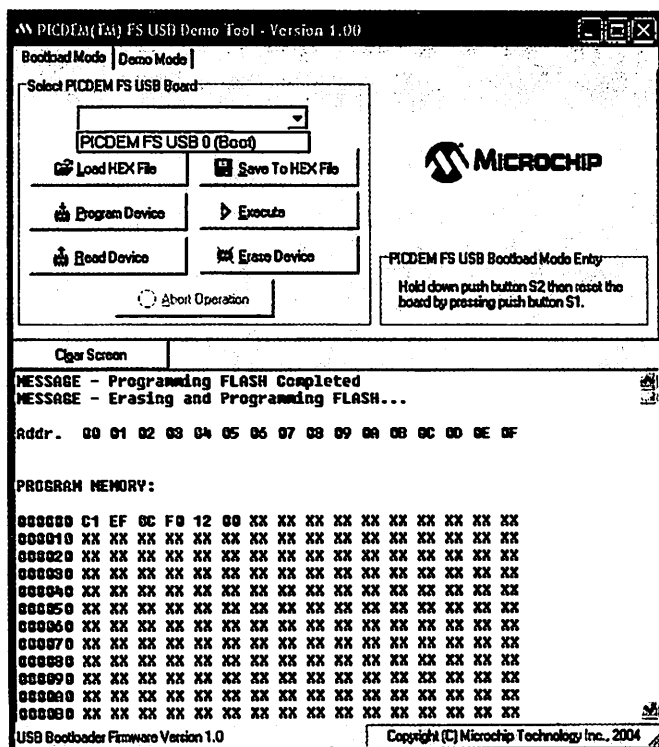 PICDEM(TM) FS USB Demo Tool - Version 1.00
Bootload Mode Demo Mode
Select PICDEM FS USB Board
PICDEM FS USB 0 (Boot)
Load HEX File Save To HEX File
Program Device Execute
Read Device Erase Device
Abort Operation
MICROCHIP
PICDEM FS USB Bootload Mode Entry
Hold down push button S2 then reset the
board by pressing push button S1.
Clear Screen
MESSAGE - Programming FLASH Completed
MESSAGE - Erasing and Programming FLASH...
Addr. 00 01 02 03 04 05 06 07 08 09 0A 0B 0C 0D 0E 0F
PROGRAM MEMORY:
000000 C1 EF 0C F0 12 00 XX XX XX XX XX XX XX XX XX XX
000010 XX XX XX XX XX XX XX XX XX XX XX XX XX XX XX XX
000020 XX XX XX XX XX XX XX XX XX XX XX XX XX XX XX XX
000030 XX XX XX XX XX XX XX XX XX XX XX XX XX XX XX XX
000040 XX XX XX XX XX XX XX XX XX XX XX XX XX XX XX XX
000050 XX XX XX XX XX XX XX XX XX XX XX XX XX XX XX XX
000060 XX XX XX XX XX XX XX XX XX XX XX XX XX XX XX XX
000070 XX XX XX XX XX XX XX XX XX XX XX XX XX XX XX XX
000080 XX XX XX XX XX XX XX XX XX XX XX XX XX XX XX XX
000090 XX XX XX XX XX XX XX XX XX XX XX XX XX XX XX XX
0000A0 XX XX XX XX XX XX XX XX XX XX XX XX XX XX XX XX
0000B0 XX XX XX XX XX XX XX XX XX XX XX XX XX XX XX XX
USB Bootloader Firmware Version 1.0 Copyright (C) Microchip Technology Inc., 2004